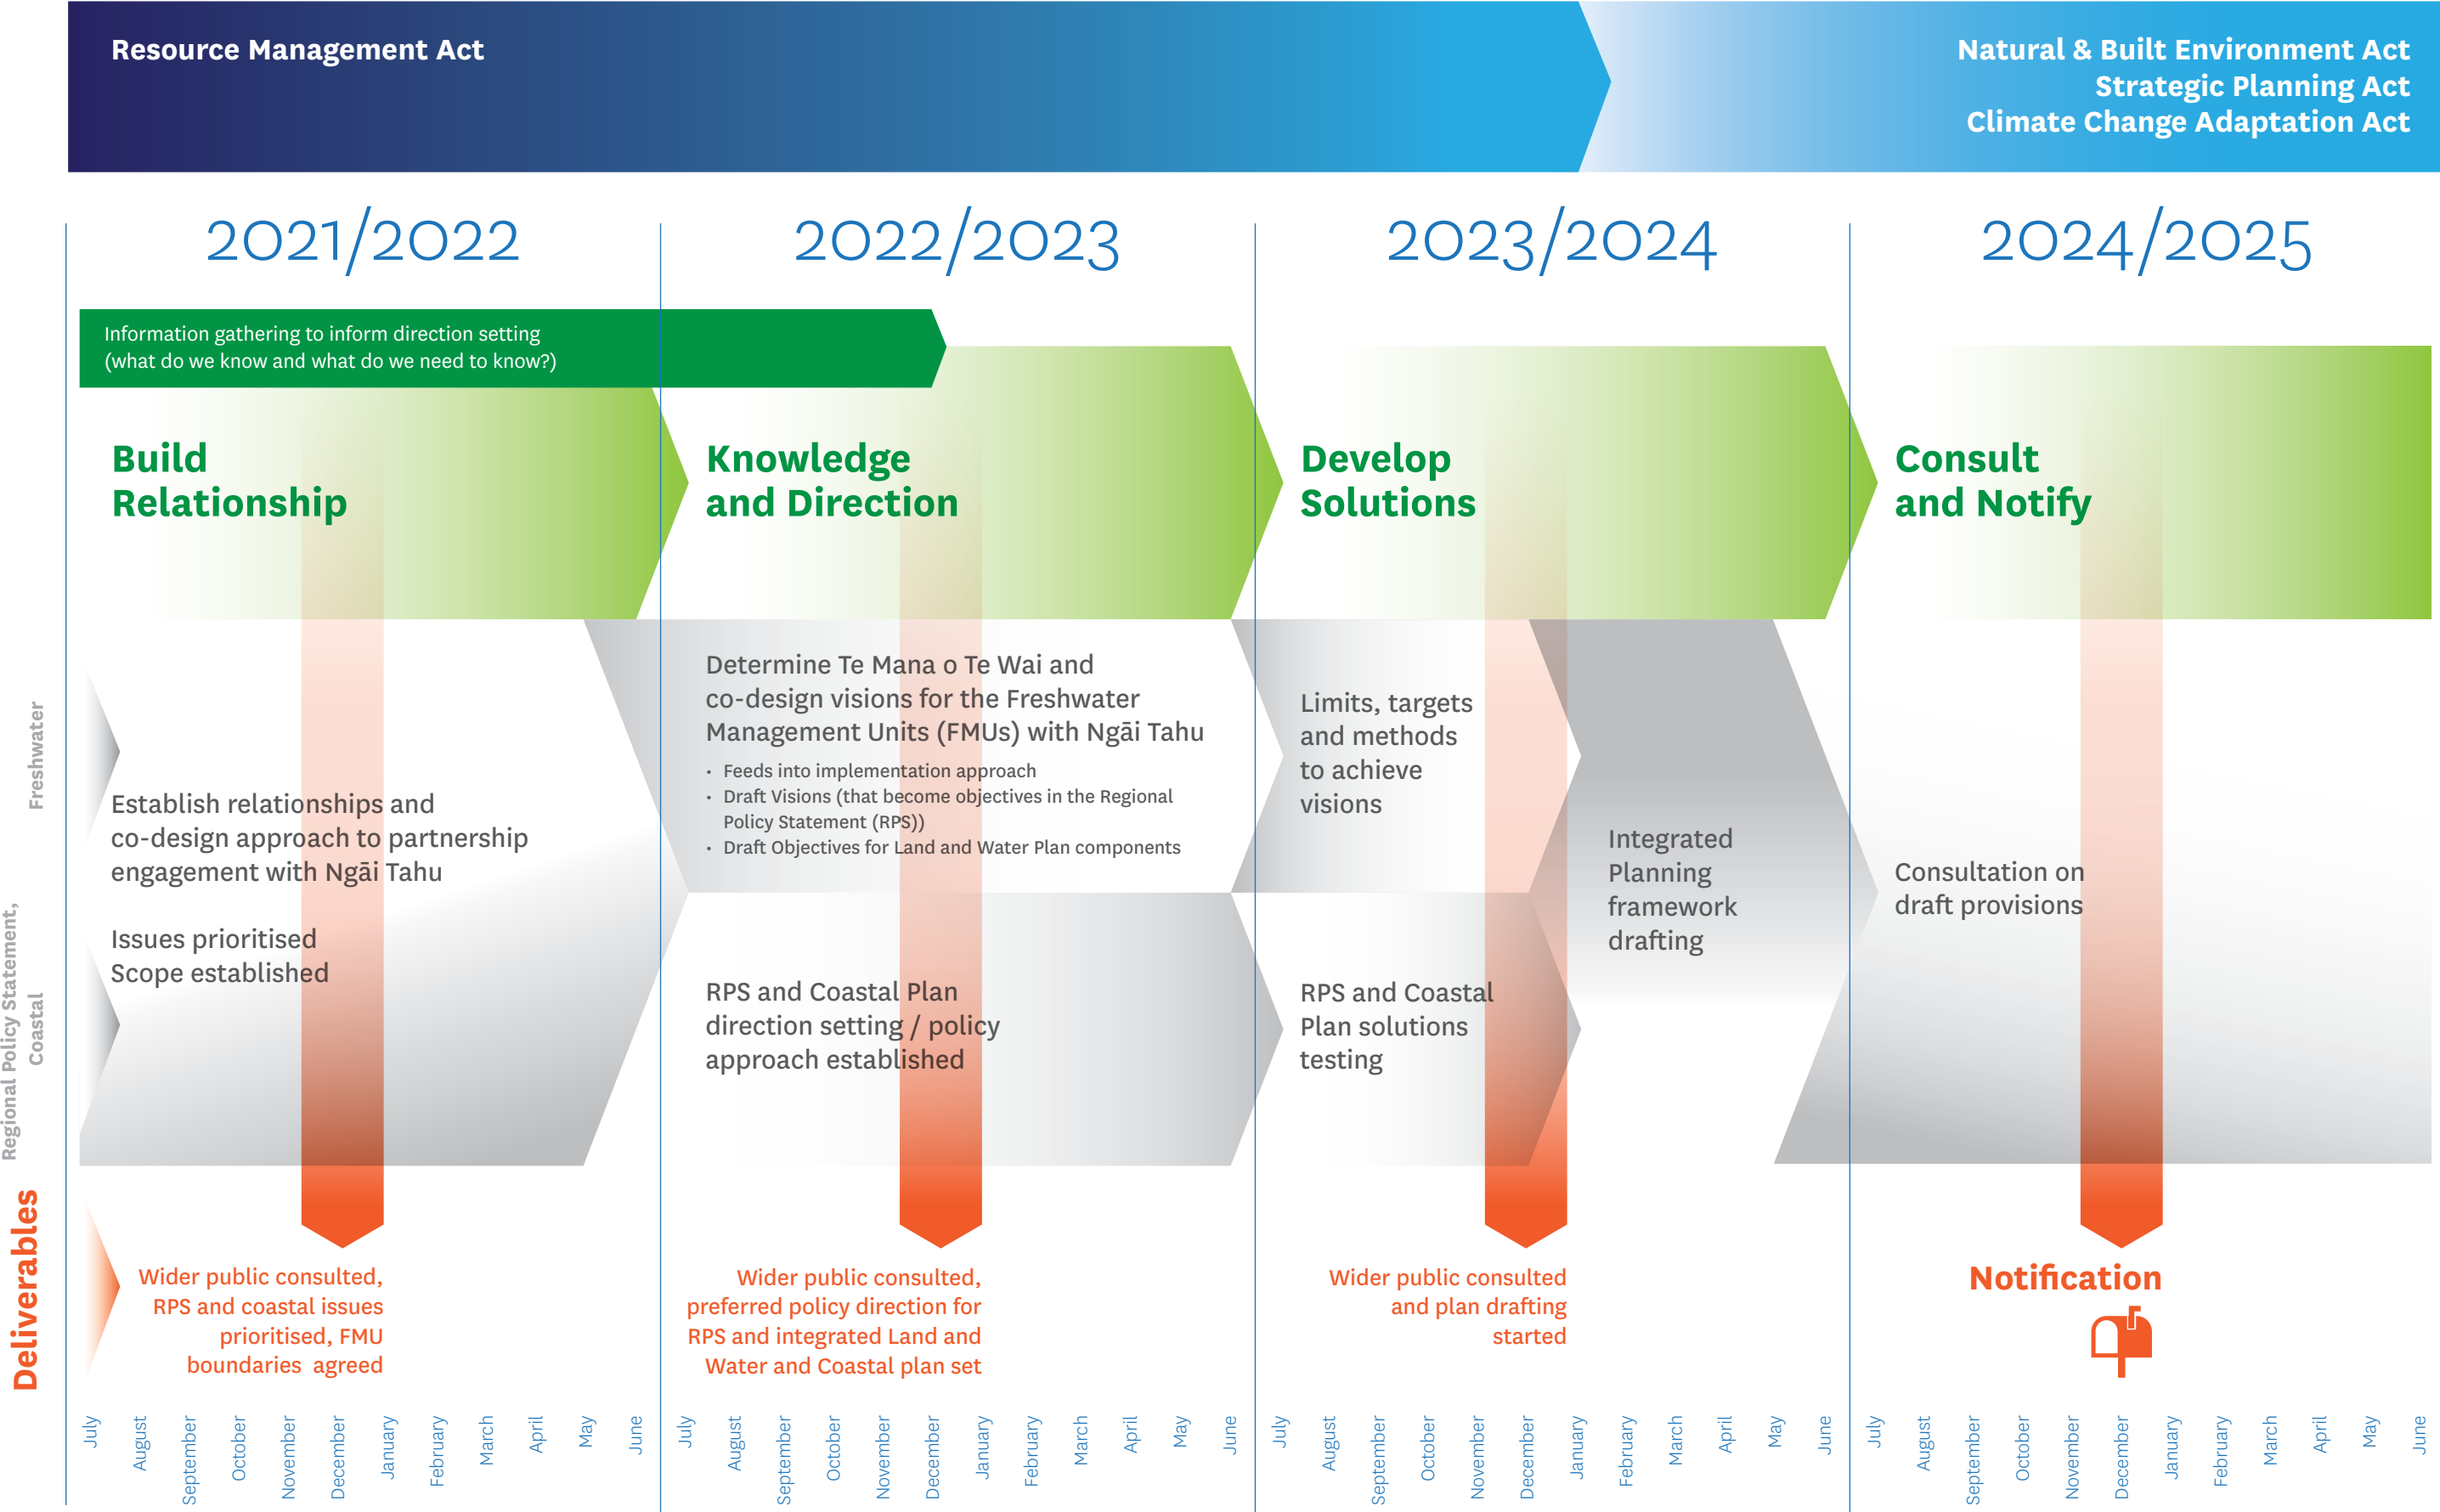 Resource Management Act
Natural & Built Environment Act
Strategic Planning Act
Climate Change Adaptation Act
2021/2022
2022/2023
2023/2024
2024/2025
Information gathering to inform direction setting
(what do we know and what do we need to know?)
Build
Relationship
Knowledge
and Direction
Develop
Solutions
Consult
and Notify
Freshwater
Regional Policy Statement,
Coastal
Deliverables
Establish relationships and
co-design approach to partnership
engagement with Ngāi Tahu
Issues prioritised
Scope established
Determine Te Mana o Te Wai and
co-design visions for the Freshwater
Management Units (FMUs) with Ngāi Tahu
• Feeds into implementation approach
• Draft Visions (that become objectives in the Regional
Policy Statement (RPS))
• Draft Objectives for Land and Water Plan components
RPS and Coastal Plan
direction setting / policy
approach established
Limits, targets
and methods
to achieve
visions
RPS and Coastal
Plan solutions
testing
Integrated
Planning
framework
drafting
Consultation on
draft provisions
Wider public consulted,
RPS and coastal issues
prioritised, FMU
boundaries agreed
Wider public consulted,
preferred policy direction for
RPS and integrated Land and
Water and Coastal plan set
Wider public consulted
and plan drafting
started
Notification
July
August
September
October
November
December
January
February
March
April
May
June
July
August
September
October
November
December
January
February
March
April
May
June
July
August
September
October
November
December
January
February
March
April
May
June
July
August
September
October
November
December
January
February
March
April
May
June